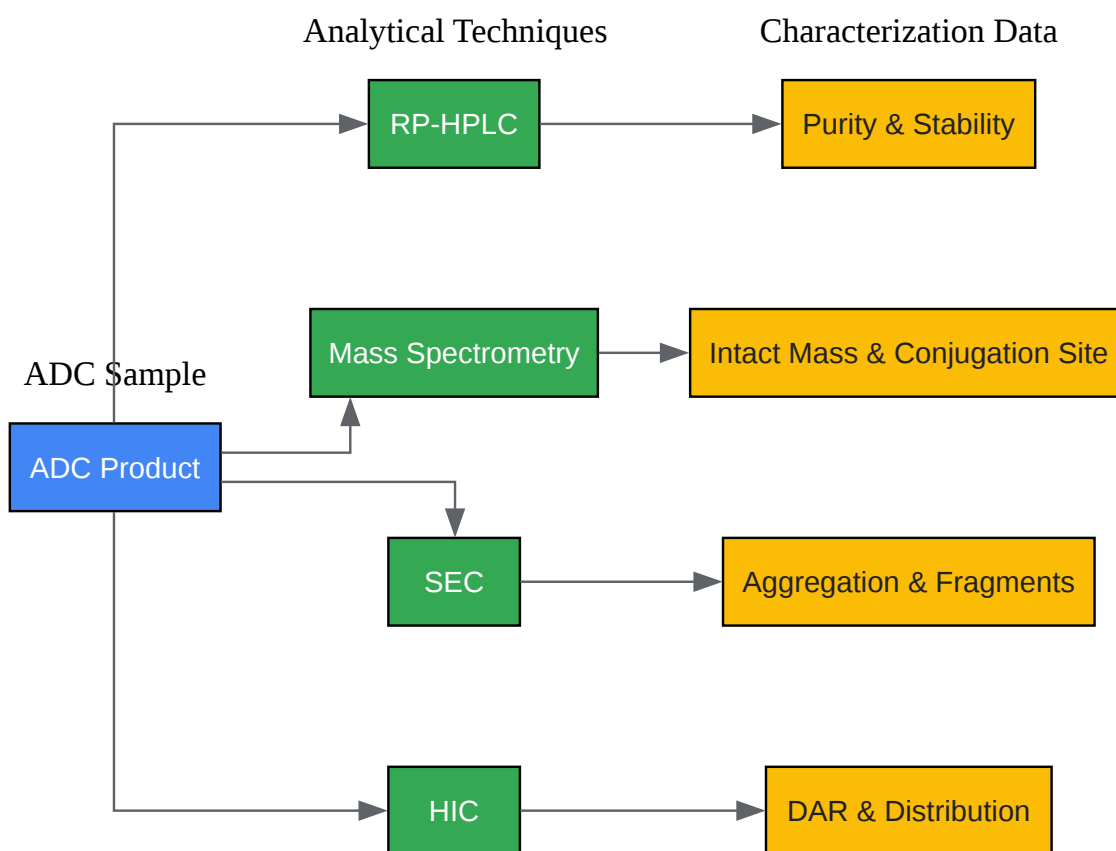 Analytical Techniques
Characterization Data
RP-HPLC
Purity & Stability
Mass Spectrometry
Intact Mass & Conjugation Site
ADC Sample
ADC Product
SEC
Aggregation & Fragments
HIC
DAR & Distribution